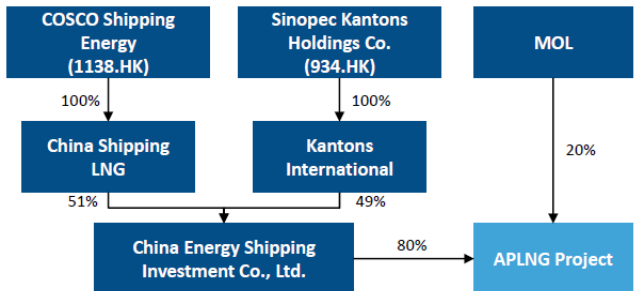 COSCO Shipping
Energy
(1138.HK)
Sinopec Kantons
Holdings Co.
(934.HK)
MOL
100%
100%
20%
China Shipping
LNG
Kantons
International
51%
49%
China Energy Shipping
Investment Co., Ltd.
80%
APLNG Project